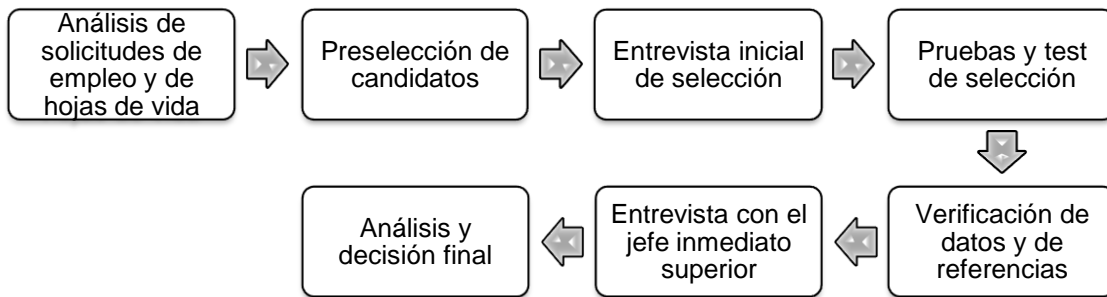 Análisis de
solicitudes de
empleo y de
hojas de vida
Preselección de
candidatos
Entrevista inicial
de selección
Pruebas y test
de selección
Verificación de
datos y de
referencias
Entrevista con el
jefe inmediato
superior
Análisis y
decisión final